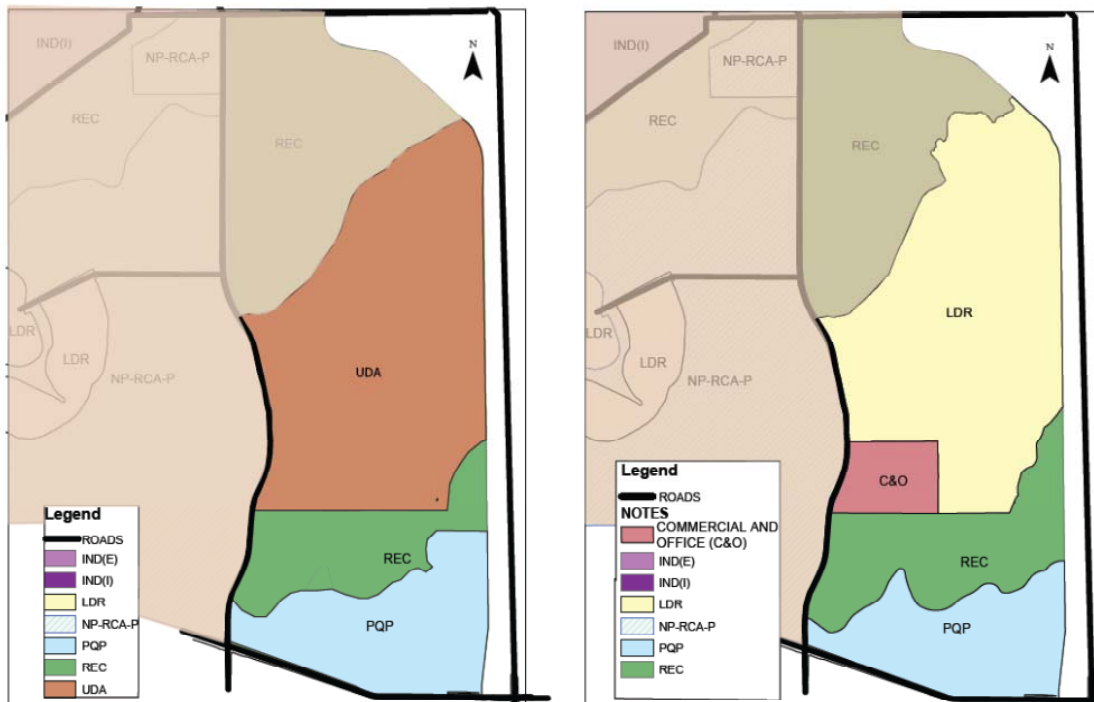 IND(I)
NP-RCA-P
N
REC
REC
UDA
LDR
LDR
NP-RCA-P
REC
PQP
Legend
ROADS
IND(E)
IND(I)
LDR
NP-RCA-P
PQP
REC
UDA
IND(I)
NP-RCA-P
N
REC
REC
LDR
LDR
LDR
NP-RCA-P
C&O
REC
PQP
Legend
ROADS
NOTES
COMMERCIAL AND
OFFICE (C&O)
IND(E)
IND(I)
LDR
NP-RCA-P
PQP
REC